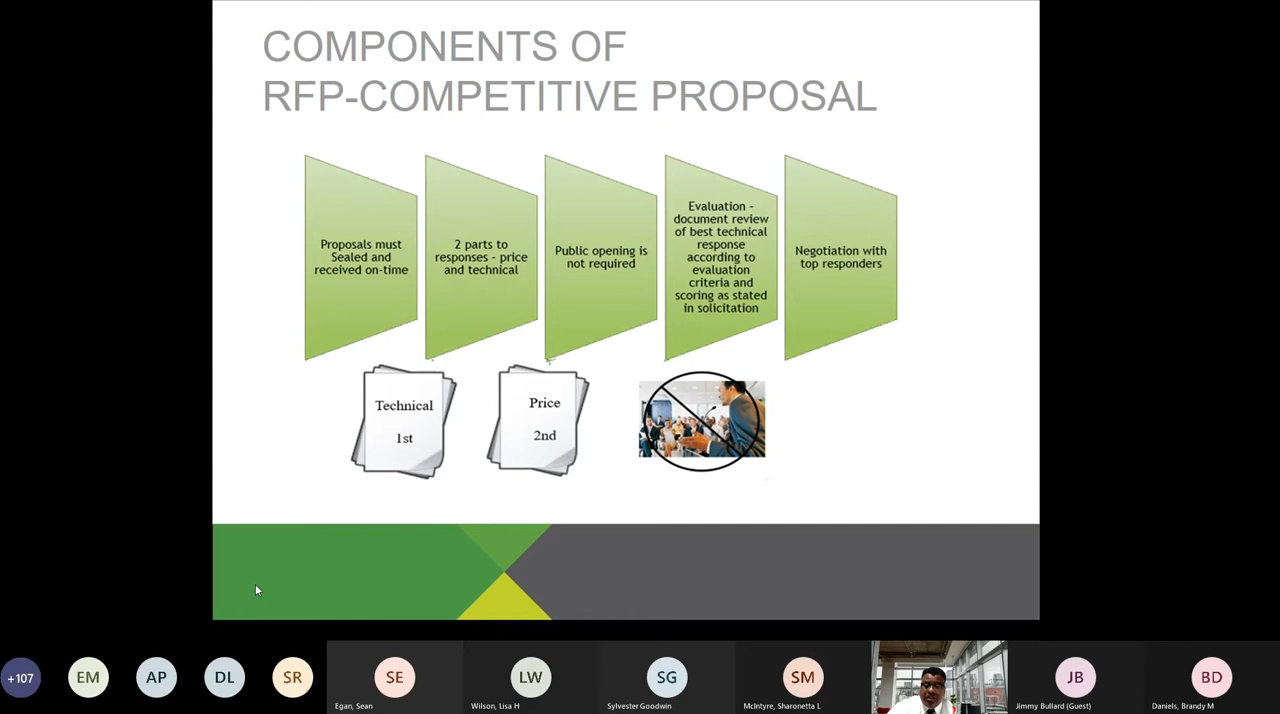 COMPONENTS OF
RFP-COMPETITIVE PROPOSAL
Proposals must
Sealed and
received on-time
2 parts to
responses - price
and technical
Public opening is
not required
Evaluation -
document review
of best technical
response
according to
evaluation
criteria and
scoring as stated
in solicitation
Negotiation with
top responders
Technical
1st
Price
2nd
+107
EM
AP
DL
SR
SE
Egan, Sean
LW
Wilson, Lisa H
SG
Sylvester Goodwin
SM
McIntyre, Sharonetta L
JB
Jimmy Bullard (Guest)
BD
Daniels, Brandy M